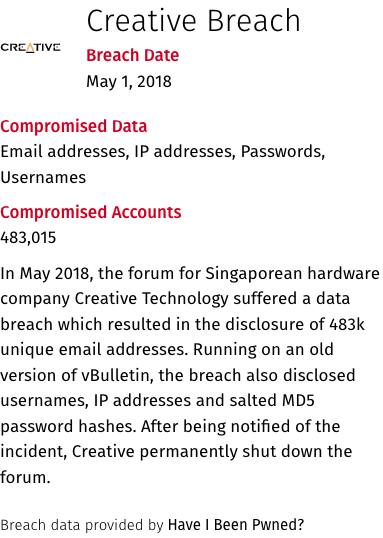 Creative Breach
CREATIVE
Breach Date
May 1, 2018
Compromised Data
Email addresses, IP addresses, Passwords,
Usernames
Compromised Accounts
483,015
In May 2018, the forum for Singaporean hardware
company Creative Technology suffered a data
breach which resulted in the disclosure of 483k
unique email addresses. Running on an old
version of vBulletin, the breach also disclosed
usernames, IP addresses and salted MD5
password hashes. After being notified of the
incident, Creative permanently shut down the
forum.
Breach data provided by Have I Been Pwned?